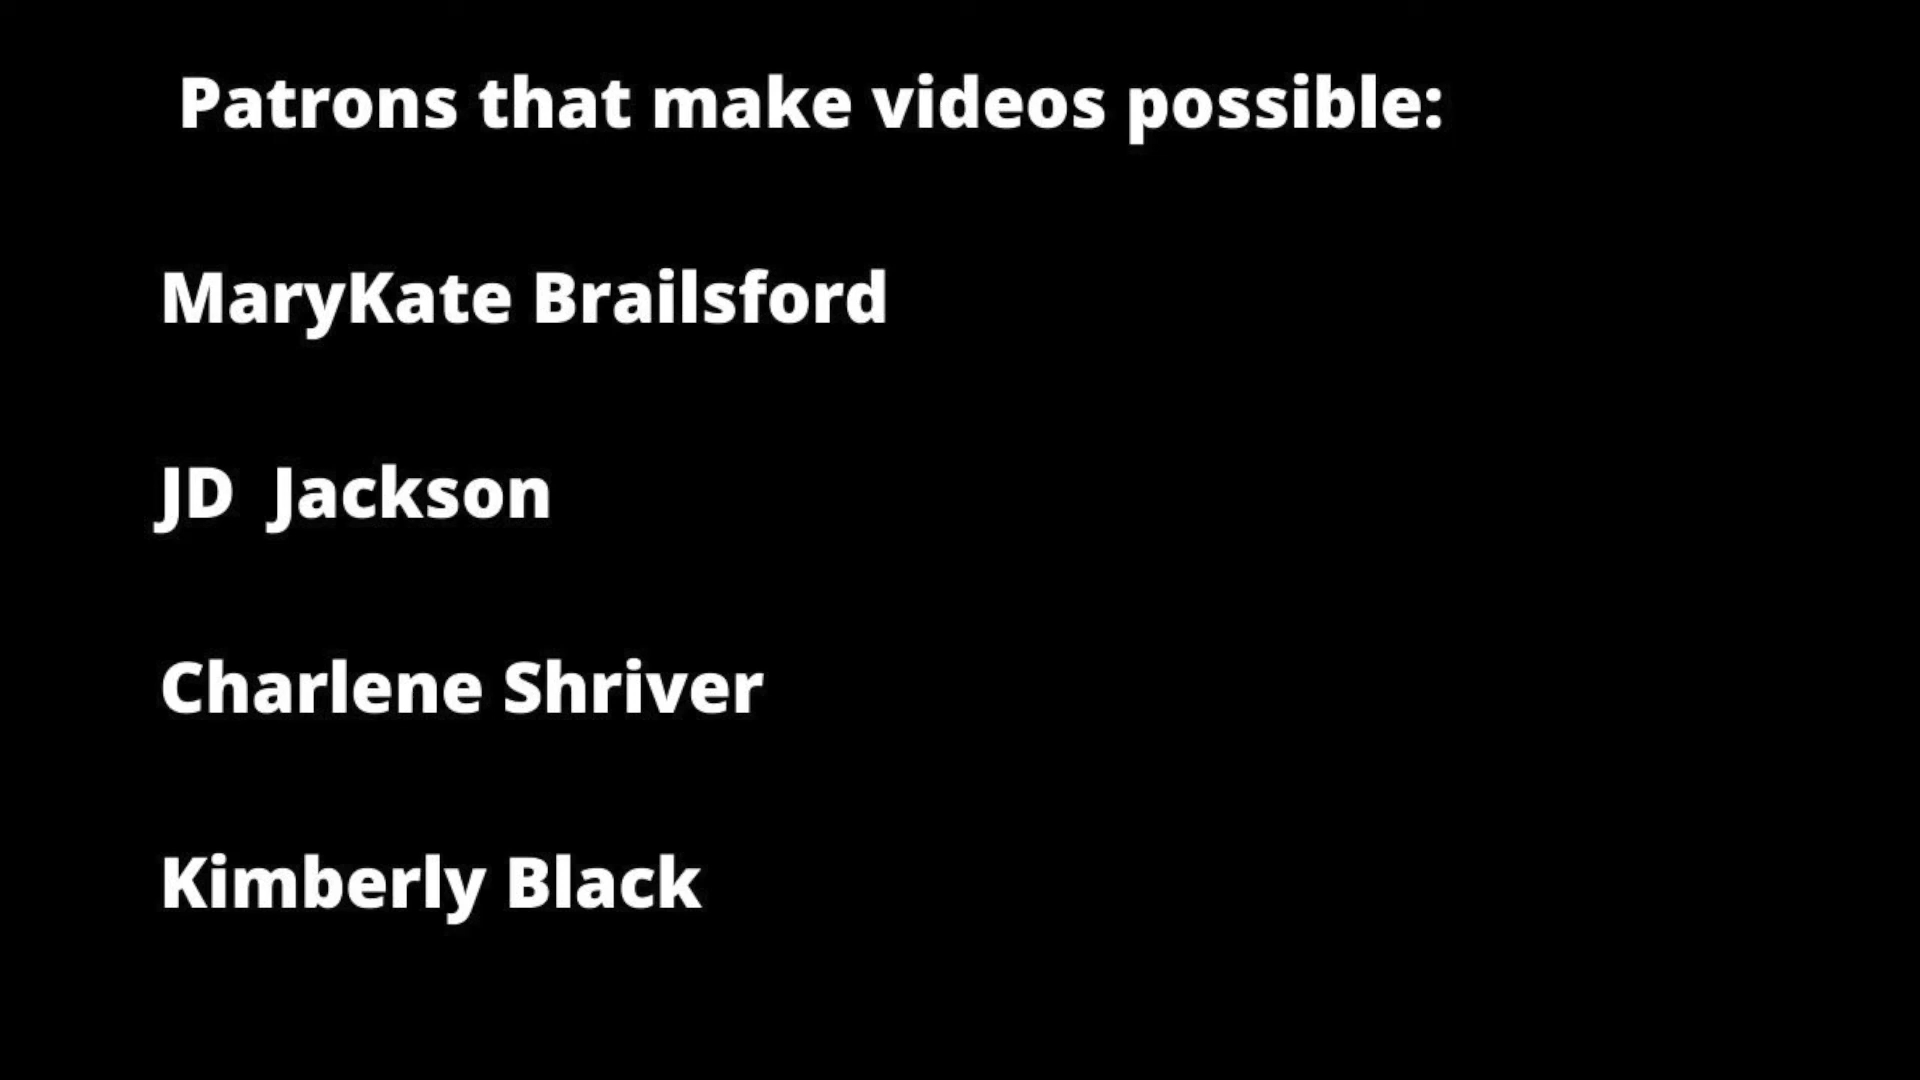 Patrons that make videos possible:
MaryKate Brailsford
JD  Jackson
Charlene Shriver
Kimberly Black